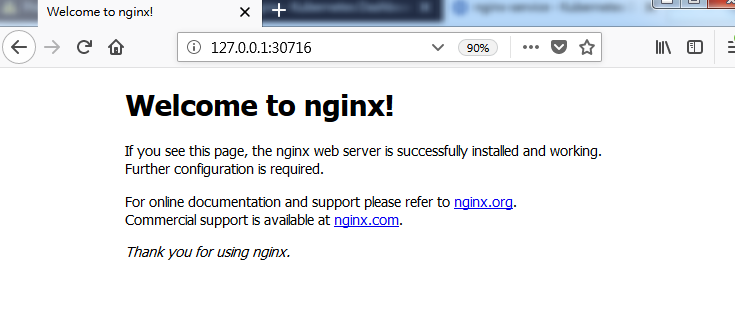 Welcome to nginx!
127.0.0.1:30716
90%
Welcome to nginx!
If you see this page, the nginx web server is successfully installed and working.
Further configuration is required.
For online documentation and support please refer to nginx.org.
Commercial support is available at nginx.com.
Thank you for using nginx.